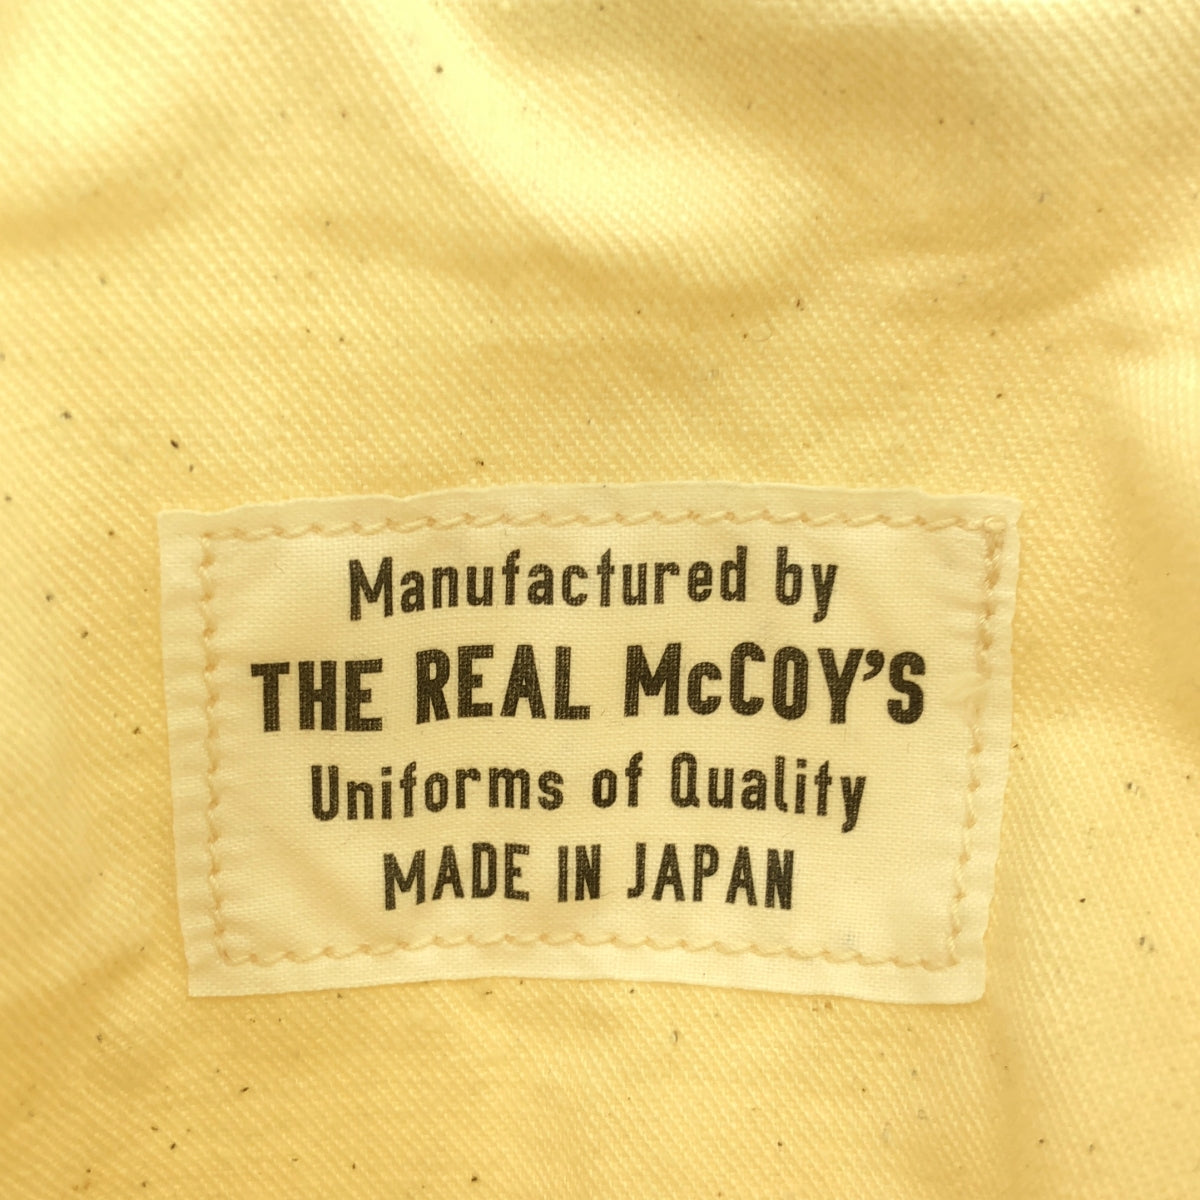 Manufactured by
THE REAL McCOY'S
Uniforms of Quality
MADE IN JAPAN